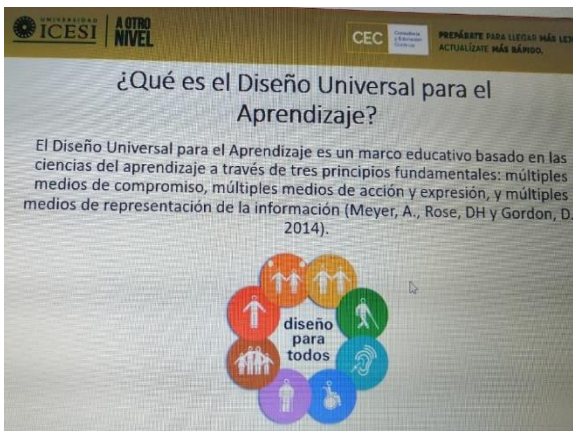 UNIVERSIDAD
ICESI
A OTRO
NIVEL
CEC
PREPÁRATE PARA LLEGAR MÁS LEJ
ACTUALÍZATE MÁS RÁPIDO.
¿Qué es el Diseño Universal para el
Aprendizaje?
El Diseño Universal para el Aprendizaje es un marco educativo basado en las
ciencias del aprendizaje a través de tres principios fundamentales: múltiples
medios de compromiso, múltiples medios de acción y expresión, y múltiples
medios de representación de la información (Meyer, A., Rose, DH y Gordon, D.
2014).
diseño
para
todos